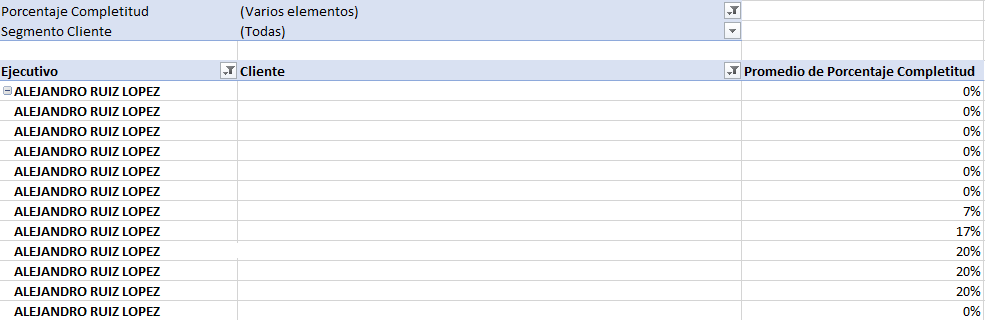 Porcentaje Completitud (Varios elementos)
Segmento Cliente (Todas)
Ejecutivo Cliente Promedio de Porcentaje Completitud
ALEJANDRO RUIZ LOPEZ 0%
ALEJANDRO RUIZ LOPEZ 0%
ALEJANDRO RUIZ LOPEZ 0%
ALEJANDRO RUIZ LOPEZ 0%
ALEJANDRO RUIZ LOPEZ 0%
ALEJANDRO RUIZ LOPEZ 0%
ALEJANDRO RUIZ LOPEZ 7%
ALEJANDRO RUIZ LOPEZ 17%
ALEJANDRO RUIZ LOPEZ 20%
ALEJANDRO RUIZ LOPEZ 20%
ALEJANDRO RUIZ LOPEZ 20%
ALEJANDRO RUIZ LOPEZ 0%